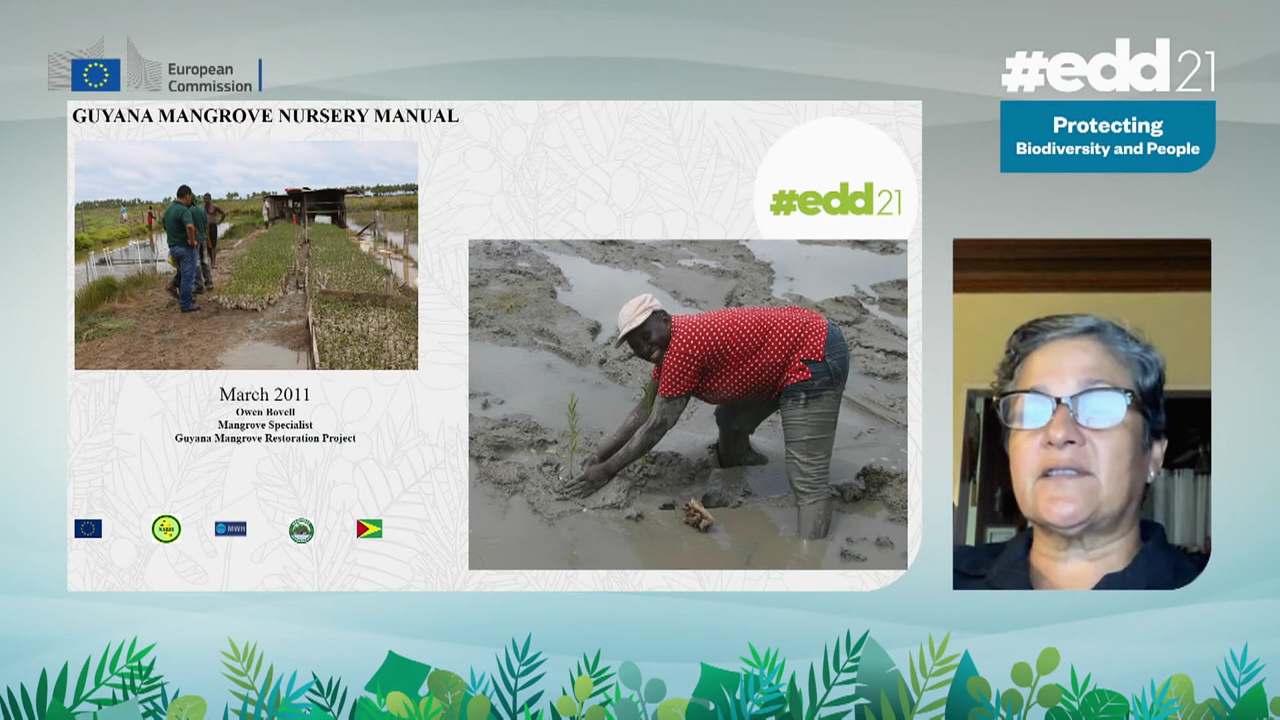 European
Commission
#edd21
Protecting
Biodiversity and People
GUYANA MANGROVE NURSERY MANUAL
#edd21
March 2011
Owen Bovell
Mangrove Specialist
Guyana Mangrove Restoration Project
MWH